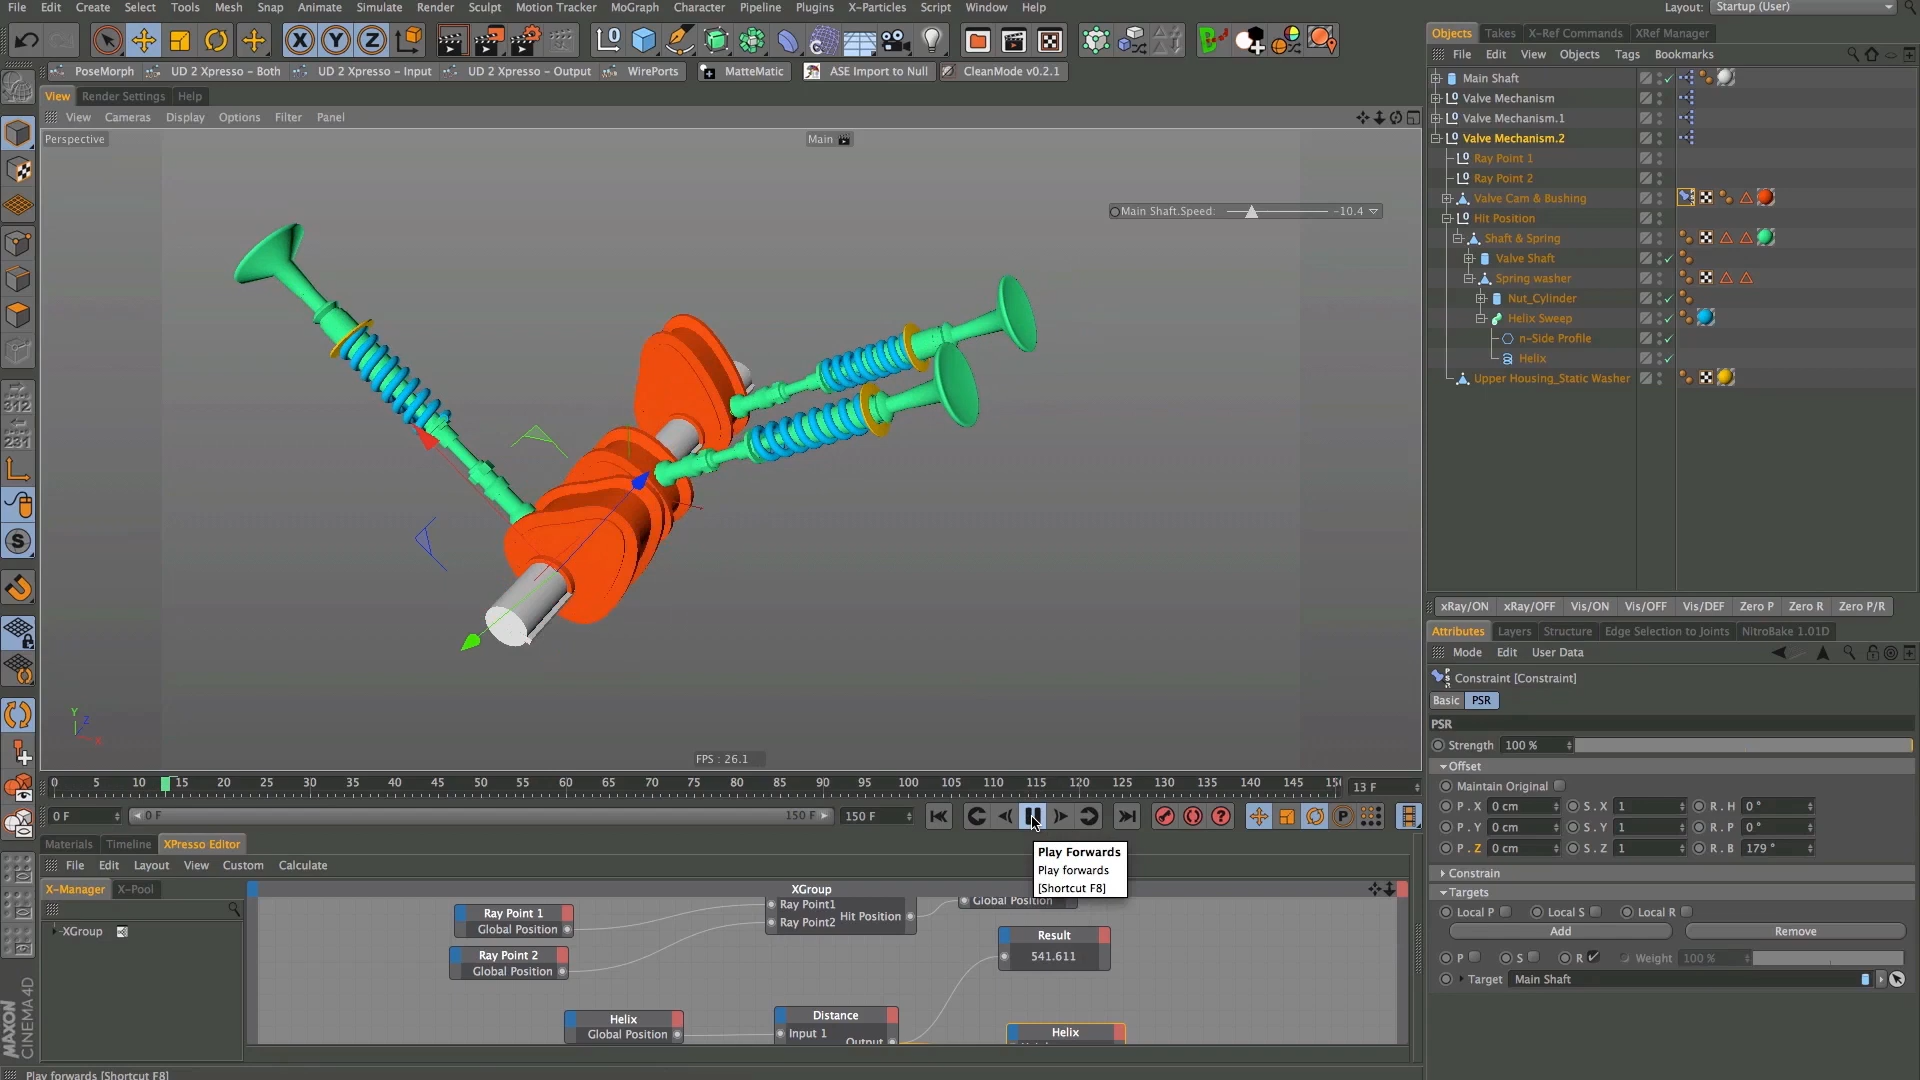 File Edit Create Select Tools Mesh Snap Animate Simulate Render Sculpt Motion Tracker MoGraph Character Pipeline Plugins X-Particles Script Window Help
Layout: Startup (User)
X Y Z
PoseMorph UD 2 Xpresso - Both UD 2 Xpresso - Input UD 2 Xpresso - Output WirePorts MatteMatic ASE Import to Null CleanMode v0.2.1
View Render Settings Help
View Cameras Display Options Filter Panel
Perspective
Main
Main Shaft.Speed: -10.4
Y
Z
X
FPS : 26.1
0 5 10 15 20 25 30 35 40 45 50 55 60 65 70 75 80 85 90 95 100 105 110 115 120 125 130 135 140 145 13 F
0 F 0 F 150 F 150 F
Play Forwards
Play forwards
[Shortcut F8]
Materials Timeline XPresso Editor
File Edit Layout View Custom Calculate
X-Manager X-Pool
XGroup
XGroup
Ray Point 1
Global Position
Ray Point 2
Global Position
Ray Point1
Ray Point2
Hit Position
Global Position
Result
541.611
Helix
Global Position
Distance
Input 1
Output
Helix
312
231
S
MAXON
CINEMA 4D
Play forwards [Shortcut F8]
Objects Takes X-Ref Commands XRef Manager
File Edit View Objects Tags Bookmarks
Main Shaft
Valve Mechanism
Valve Mechanism.1
Valve Mechanism.2
Ray Point 1
Ray Point 2
Valve Cam & Bushing
Hit Position
Shaft & Spring
Valve Shaft
Spring washer
Nut_Cylinder
Helix Sweep
n-Side Profile
Helix
Upper Housing_Static Washer
xRay/ON xRay/OFF Vis/ON Vis/OFF Vis/DEF Zero P Zero R Zero P/R
Attributes Layers Structure Edge Selection to Joints NitroBake 1.01D
Mode Edit User Data
Constraint [Constraint]
Basic PSR
PSR
Strength 100 %
Offset
Maintain Original
P . X 0 cm S . X 1 R . H 0 °
P . Y 0 cm S . Y 1 R . P 0 °
P . Z 0 cm S . Z 1 R . B 179 °
Constrain
Targets
Local P Local S Local R
Add Remove
P S R Weight 100 %
Target Main Shaft